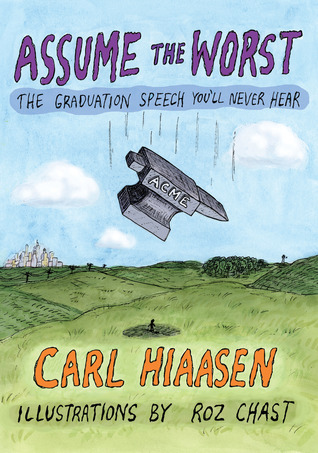 ASSUME THE WORST
THE GRADUATION SPEECH YOU'LL NEVER HEAR
ACME
CARL HIAASEN
ILLUSTRATIONS BY ROZ CHAST